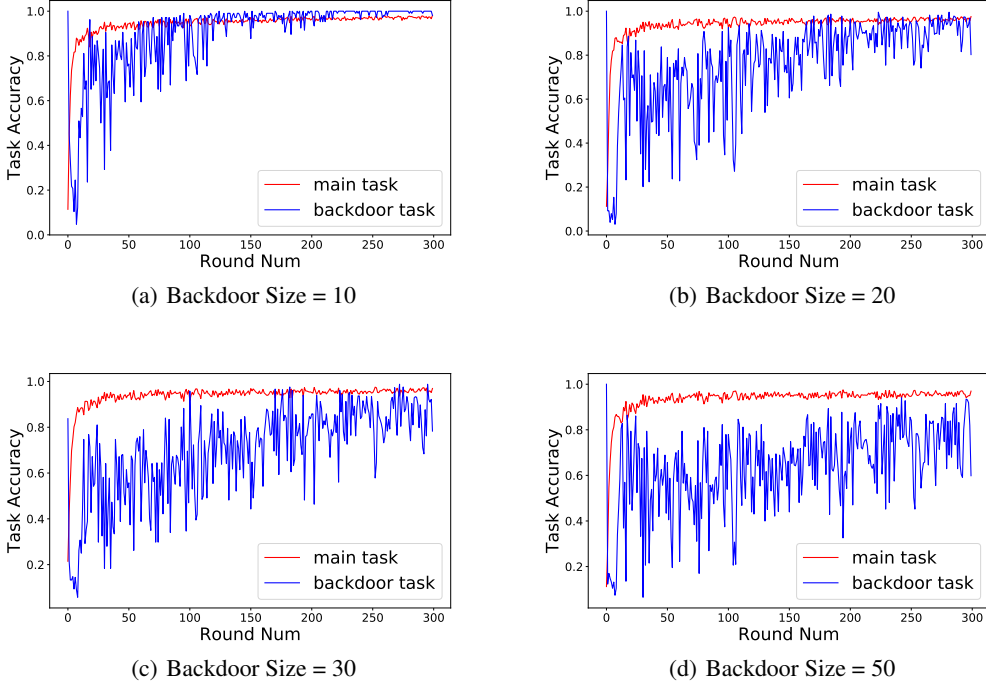 1.0
0.8
0.6
0.4
0.2
0.0
Task Accuracy
main task
backdoor task
0 50 100 150 200 250 300
Round Num
(a) Backdoor Size = 10
1.0
0.8
0.6
0.4
0.2
0.0
Task Accuracy
main task
backdoor task
0 50 100 150 200 250 300
Round Num
(b) Backdoor Size = 20
1.0
0.8
0.6
0.4
0.2
Task Accuracy
main task
backdoor task
0 50 100 150 200 250 300
Round Num
(c) Backdoor Size = 30
1.0
0.8
0.6
0.4
0.2
Task Accuracy
main task
backdoor task
0 50 100 150 200 250 300
Round Num
(d) Backdoor Size = 50